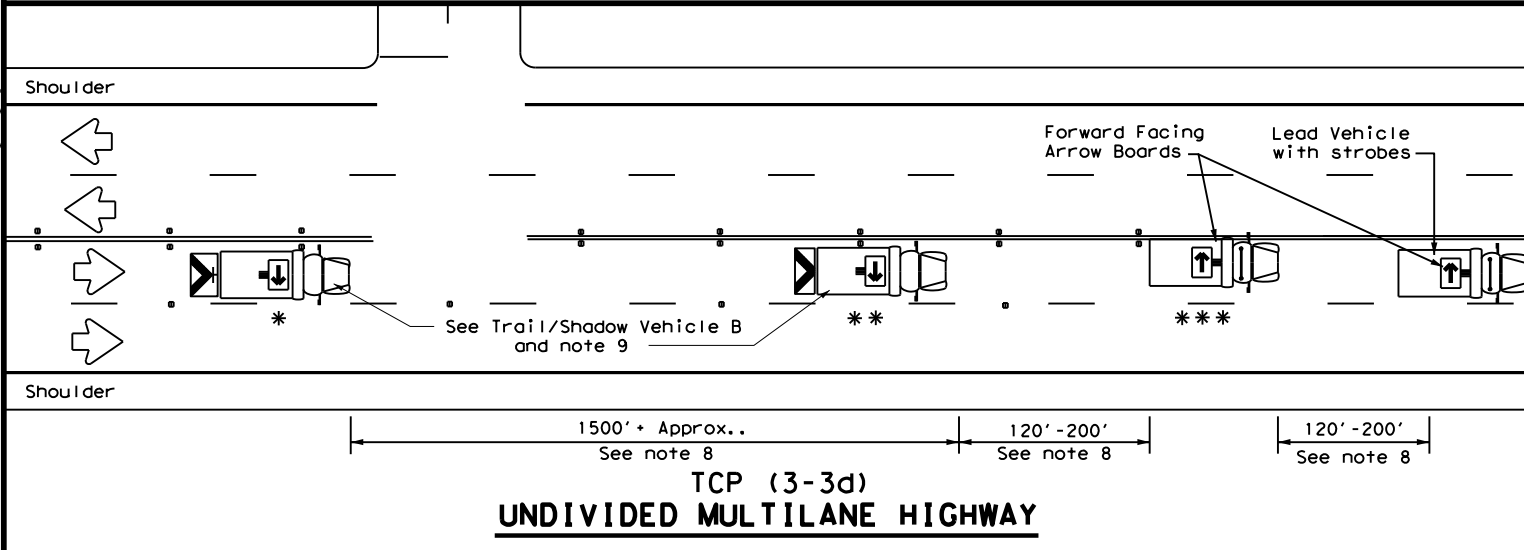 Shoulder
Forward Facing
Arrow Boards
Lead Vehicle
with strobes
*
**
***
See Trail/Shadow Vehicle B
and note 9
Shoulder
1500'+ Approx..
See note 8
120'-200'
See note 8
120'-200'
See note 8
TCP (3-3d)
UNDIVIDED MULTILANE HIGHWAY